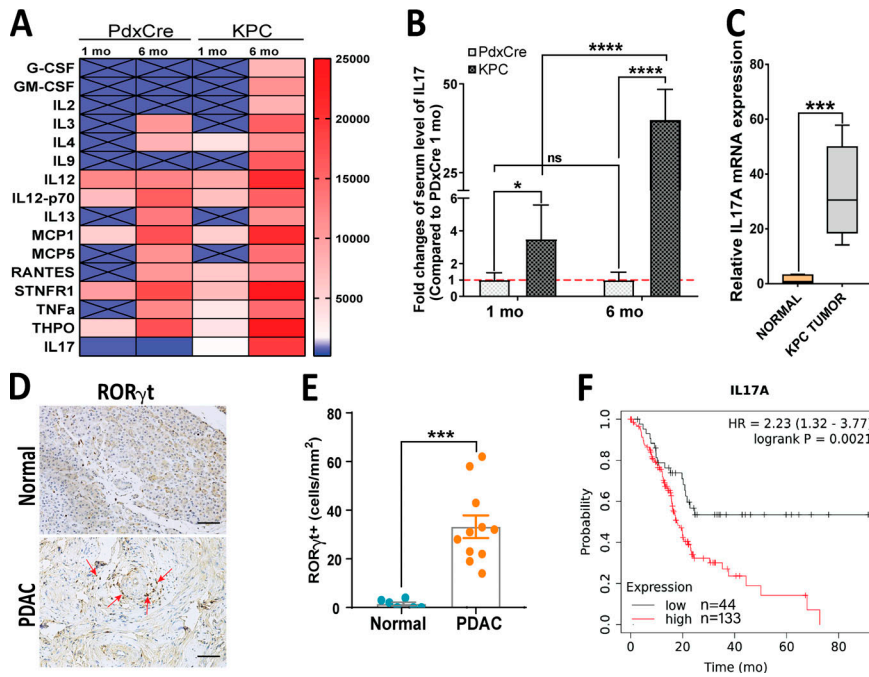 A
PdxCre KPC
1 mo 6 mo 1 mo 6 mo
G-CSF
GM-CSF
IL2
IL3
IL4
IL9
IL12
IL12-p70
IL13
MCP1
MCP5
RANTES
STNFR1
TNFa
THPO
IL17
25000
20000
15000
10000
5000
B
PdxCre
KPC
****
****
ns
*
Fold changes of serum level of IL17
(Compared to PDxCre 1 mo)
50
25
6
4
2
1
0
1 mo 6 mo
C
***
Relative IL17A mRNA expression
80
60
40
20
0
NORMAL
KPC TUMOR
D
RORγt
Normal
PDAC
E
***
RORγt+ (cells/mm²)
80
60
40
20
0
Normal PDAC
F
IL17A
HR = 2.23 (1.32 - 3.77)
logrank P = 0.0021
Probability
1.0
0.8
0.6
0.4
0.2
0.0
Expression
low n=44
high n=133
0 20 40 60 80
Time (mo)